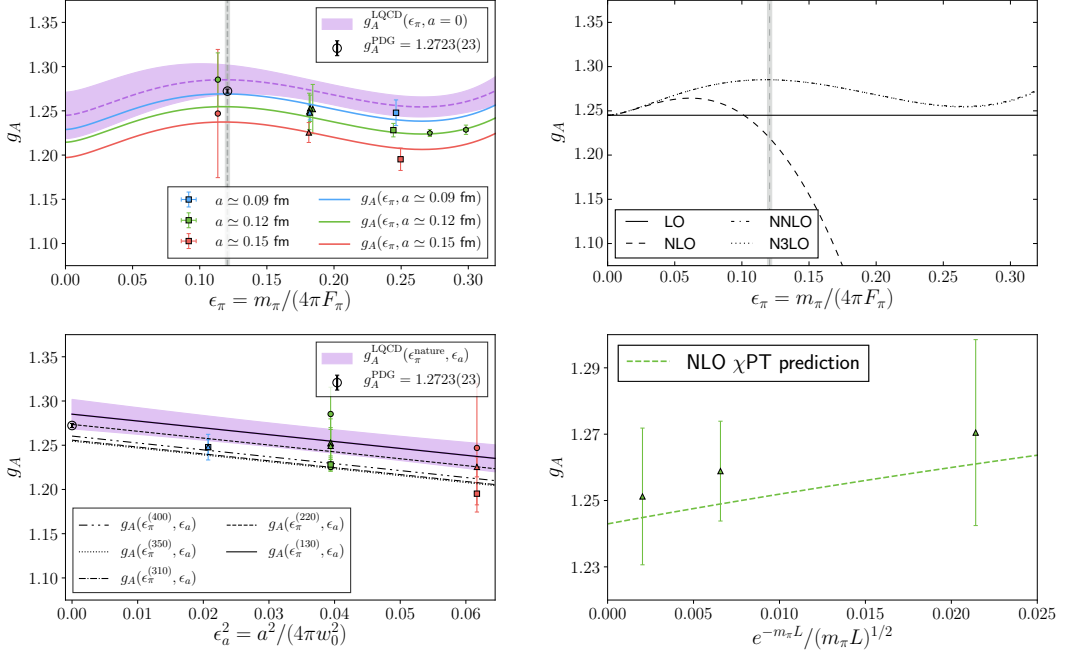 1.35
1.30
1.25
1.20
1.15
1.10
g_A
g_A^LQCD(ϵ_π, a = 0)
g_A^PDG = 1.2723(23)
a ≃ 0.09 fm
a ≃ 0.12 fm
a ≃ 0.15 fm
g_A(ϵ_π, a ≃ 0.09 fm)
g_A(ϵ_π, a ≃ 0.12 fm)
g_A(ϵ_π, a ≃ 0.15 fm)
0.00 0.05 0.10 0.15 0.20 0.25 0.30
ϵ_π = m_π/(4πF_π)
1.35
1.30
1.25
1.20
1.15
1.10
g_A
LO
NLO
NNLO
N3LO
0.00 0.05 0.10 0.15 0.20 0.25 0.30
ϵ_π = m_π/(4πF_π)
1.35
1.30
1.25
1.20
1.15
1.10
g_A
g_A^LQCD(ϵ_π^nature, ϵ_a)
g_A^PDG = 1.2723(23)
g_A(ϵ_π^(400), ϵ_a)
g_A(ϵ_π^(350), ϵ_a)
g_A(ϵ_π^(310), ϵ_a)
g_A(ϵ_π^(220), ϵ_a)
g_A(ϵ_π^(130), ϵ_a)
0.00 0.01 0.02 0.03 0.04 0.05 0.06
ϵ_a^2 = a^2/(4πw_0^2)
1.29
1.27
1.25
1.23
g_A
NLO χPT prediction
0.000 0.005 0.010 0.015 0.020 0.025
e^{-m_πL}/(m_πL)^{1/2}